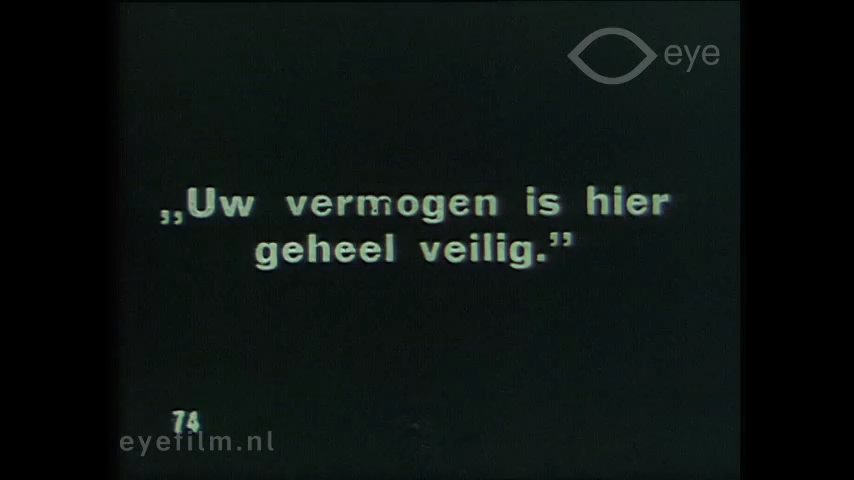 eye
„Uw vermogen is hier
geheel veilig.”
74
eyefilm.nl